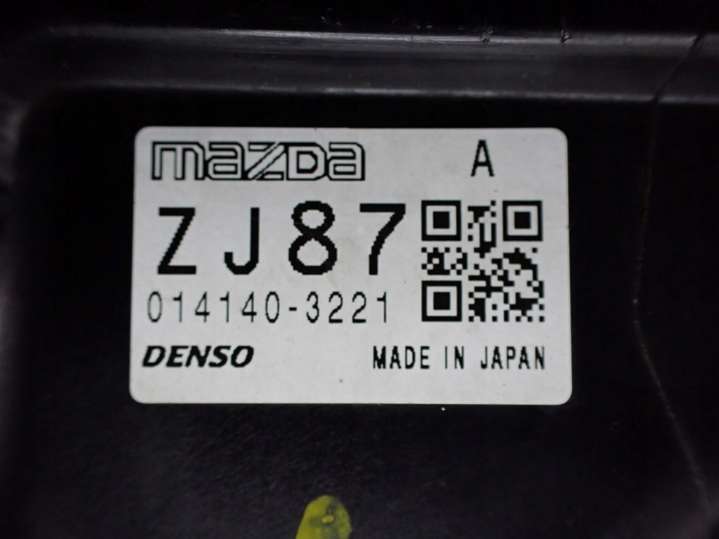 mazda A
ZJ87
014140-3221
DENSO MADE IN JAPAN